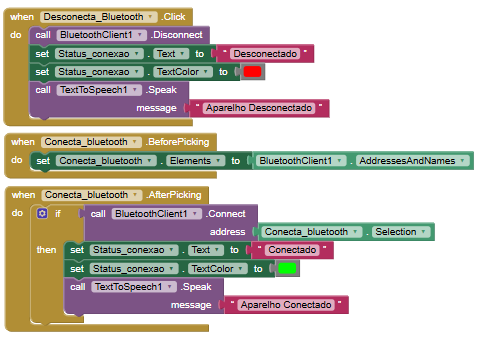 when Desconecta_Bluetooth .Click
do call BluetoothClient1 .Disconnect
set Status_conexao . Text to " Desconectado "
set Status_conexao . TextColor to
call TextToSpeech1 .Speak
message " Aparelho Desconectado "
when Conecta_bluetooth .BeforePicking
do set Conecta_bluetooth . Elements to BluetoothClient1 . AddressesAndNames
when Conecta_bluetooth .AfterPicking
do if call BluetoothClient1 .Connect
address Conecta_bluetooth . Selection
then set Status_conexao . Text to " Conectado "
set Status_conexao . TextColor to
call TextToSpeech1 .Speak
message " Aparelho Conectado "